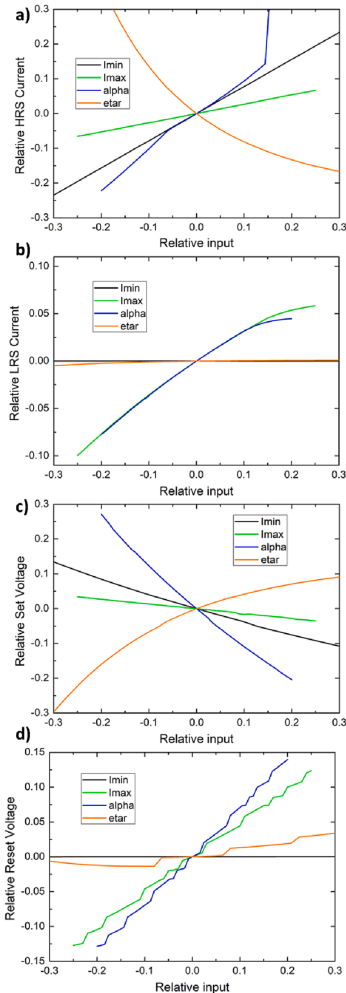 a)
Relative HRS Current
0.3
0.2
0.1
0.0
-0.1
-0.2
-0.3
Imin
Imax
alpha
etar
-0.3 -0.2 -0.1 0.0 0.1 0.2 0.3
Relative input
b)
Relative LRS Current
0.10
0.05
0.00
-0.05
-0.10
Imin
Imax
alpha
etar
-0.3 -0.2 -0.1 0.0 0.1 0.2 0.3
Relative input
c)
Relative Set Voltage
0.3
0.2
0.1
0.0
-0.1
-0.2
-0.3
Imin
Imax
alpha
etar
-0.3 -0.2 -0.1 0.0 0.1 0.2 0.3
Relative input
d)
Relative Reset Voltage
0.15
0.10
0.05
0.00
-0.05
-0.10
-0.15
Imin
Imax
alpha
etar
-0.3 -0.2 -0.1 0.0 0.1 0.2 0.3
Relative input